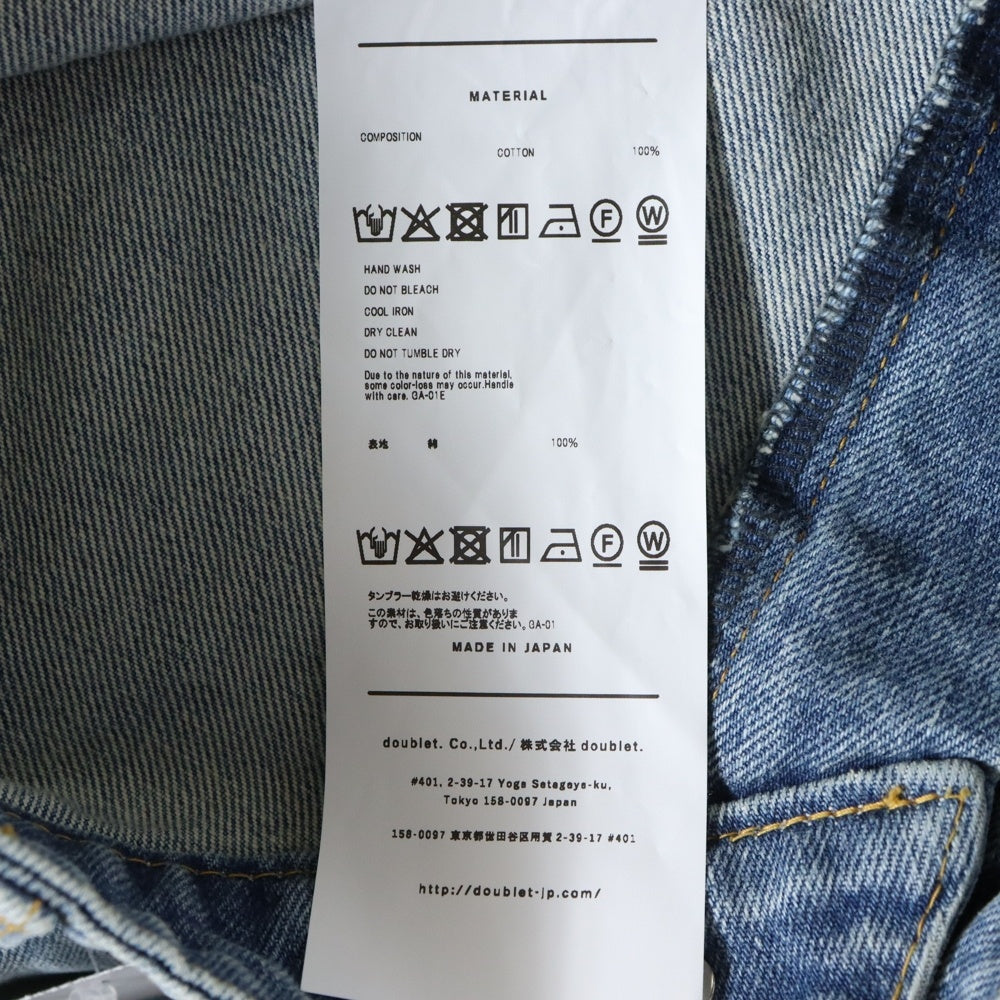 MATERIAL
COMPOSITION
COTTON 100%
F W
HAND WASH
DO NOT BLEACH
COOL IRON
DRY CLEAN
DO NOT TUMBLE DRY
Due to the nature of this material,
some color-loss may occur.Handle
with care. GA-01E
表地 綿 100%
F W
タンブラー乾燥はお避けください。
この素材は、色落ちの性質がありま
すので、お取り扱いにご注意ください。GA-01
MADE IN JAPAN
doublet. Co.,Ltd./ 株式会社 doublet.
#401, 2-39-17 Yoga Setagaya-ku,
Tokyo 158-0097 Japan
158-0097 東京都世田谷区用賀 2-39-17 #401
http://doublet-jp.com/